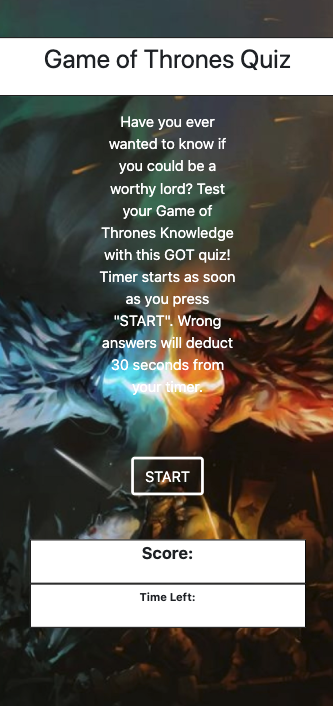 Game of Thrones Quiz
Have you ever
wanted to know if
you could be a
worthy lord? Test
your Game of
Thrones Knowledge
with this GOT quiz!
Timer starts as soon
as you press
"START". Wrong
answers will deduct
30 seconds from
your timer.
START
Score:
Time Left: